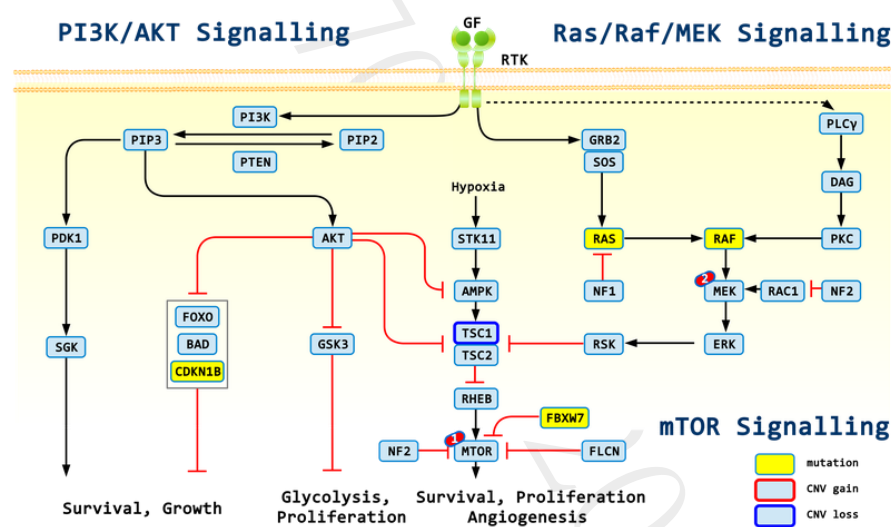 GF
PI3K/AKT Signalling
Ras/Raf/MEK Signalling
RTK
PI3K
PLCγ
PIP3
PIP2
GRB2
PTEN
SOS
DAG
Hypoxia
PDK1
AKT
STK11
RAS
RAF
PKC
2
AMPK
NF1
MEK
RAC1
NF2
FOXO
TSC1
SGK
BAD
GSK3
TSC2
RSK
ERK
CDKN1B
RHEB
FBXW7
mTOR Signalling
1
NF2
MTOR
FLCN
mutation
CNV gain
CNV loss
Survival, Growth
Glycolysis,
Proliferation
Survival, Proliferation
Angiogenesis